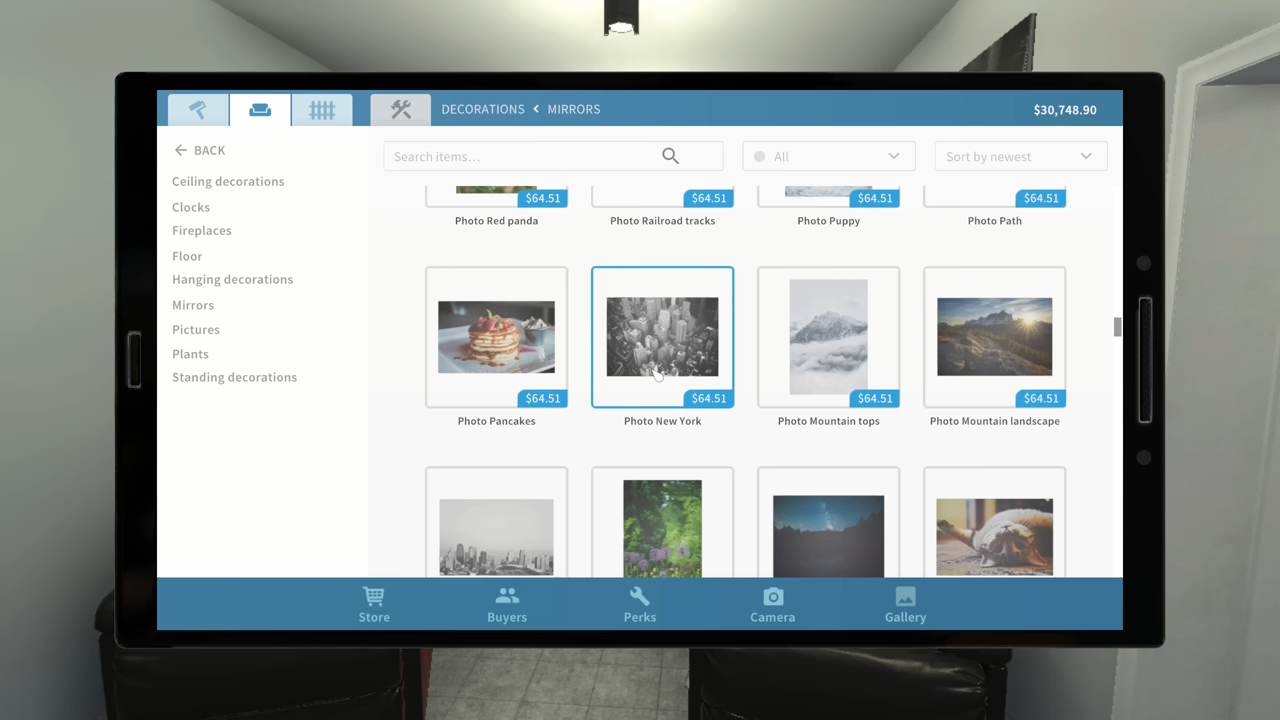 DECORATIONS < MIRRORS
$30,748.90
BACK
Search items...
All
Sort by newest
Ceiling decorations
Clocks
Fireplaces
Floor
Hanging decorations
Mirrors
Pictures
Plants
Standing decorations
$64.51 $64.51 $64.51 $64.51
Photo Red panda Photo Railroad tracks Photo Puppy Photo Path
$64.51 $64.51 $64.51 $64.51
Photo Pancakes Photo New York Photo Mountain tops Photo Mountain landscape
Store Buyers Perks Camera Gallery